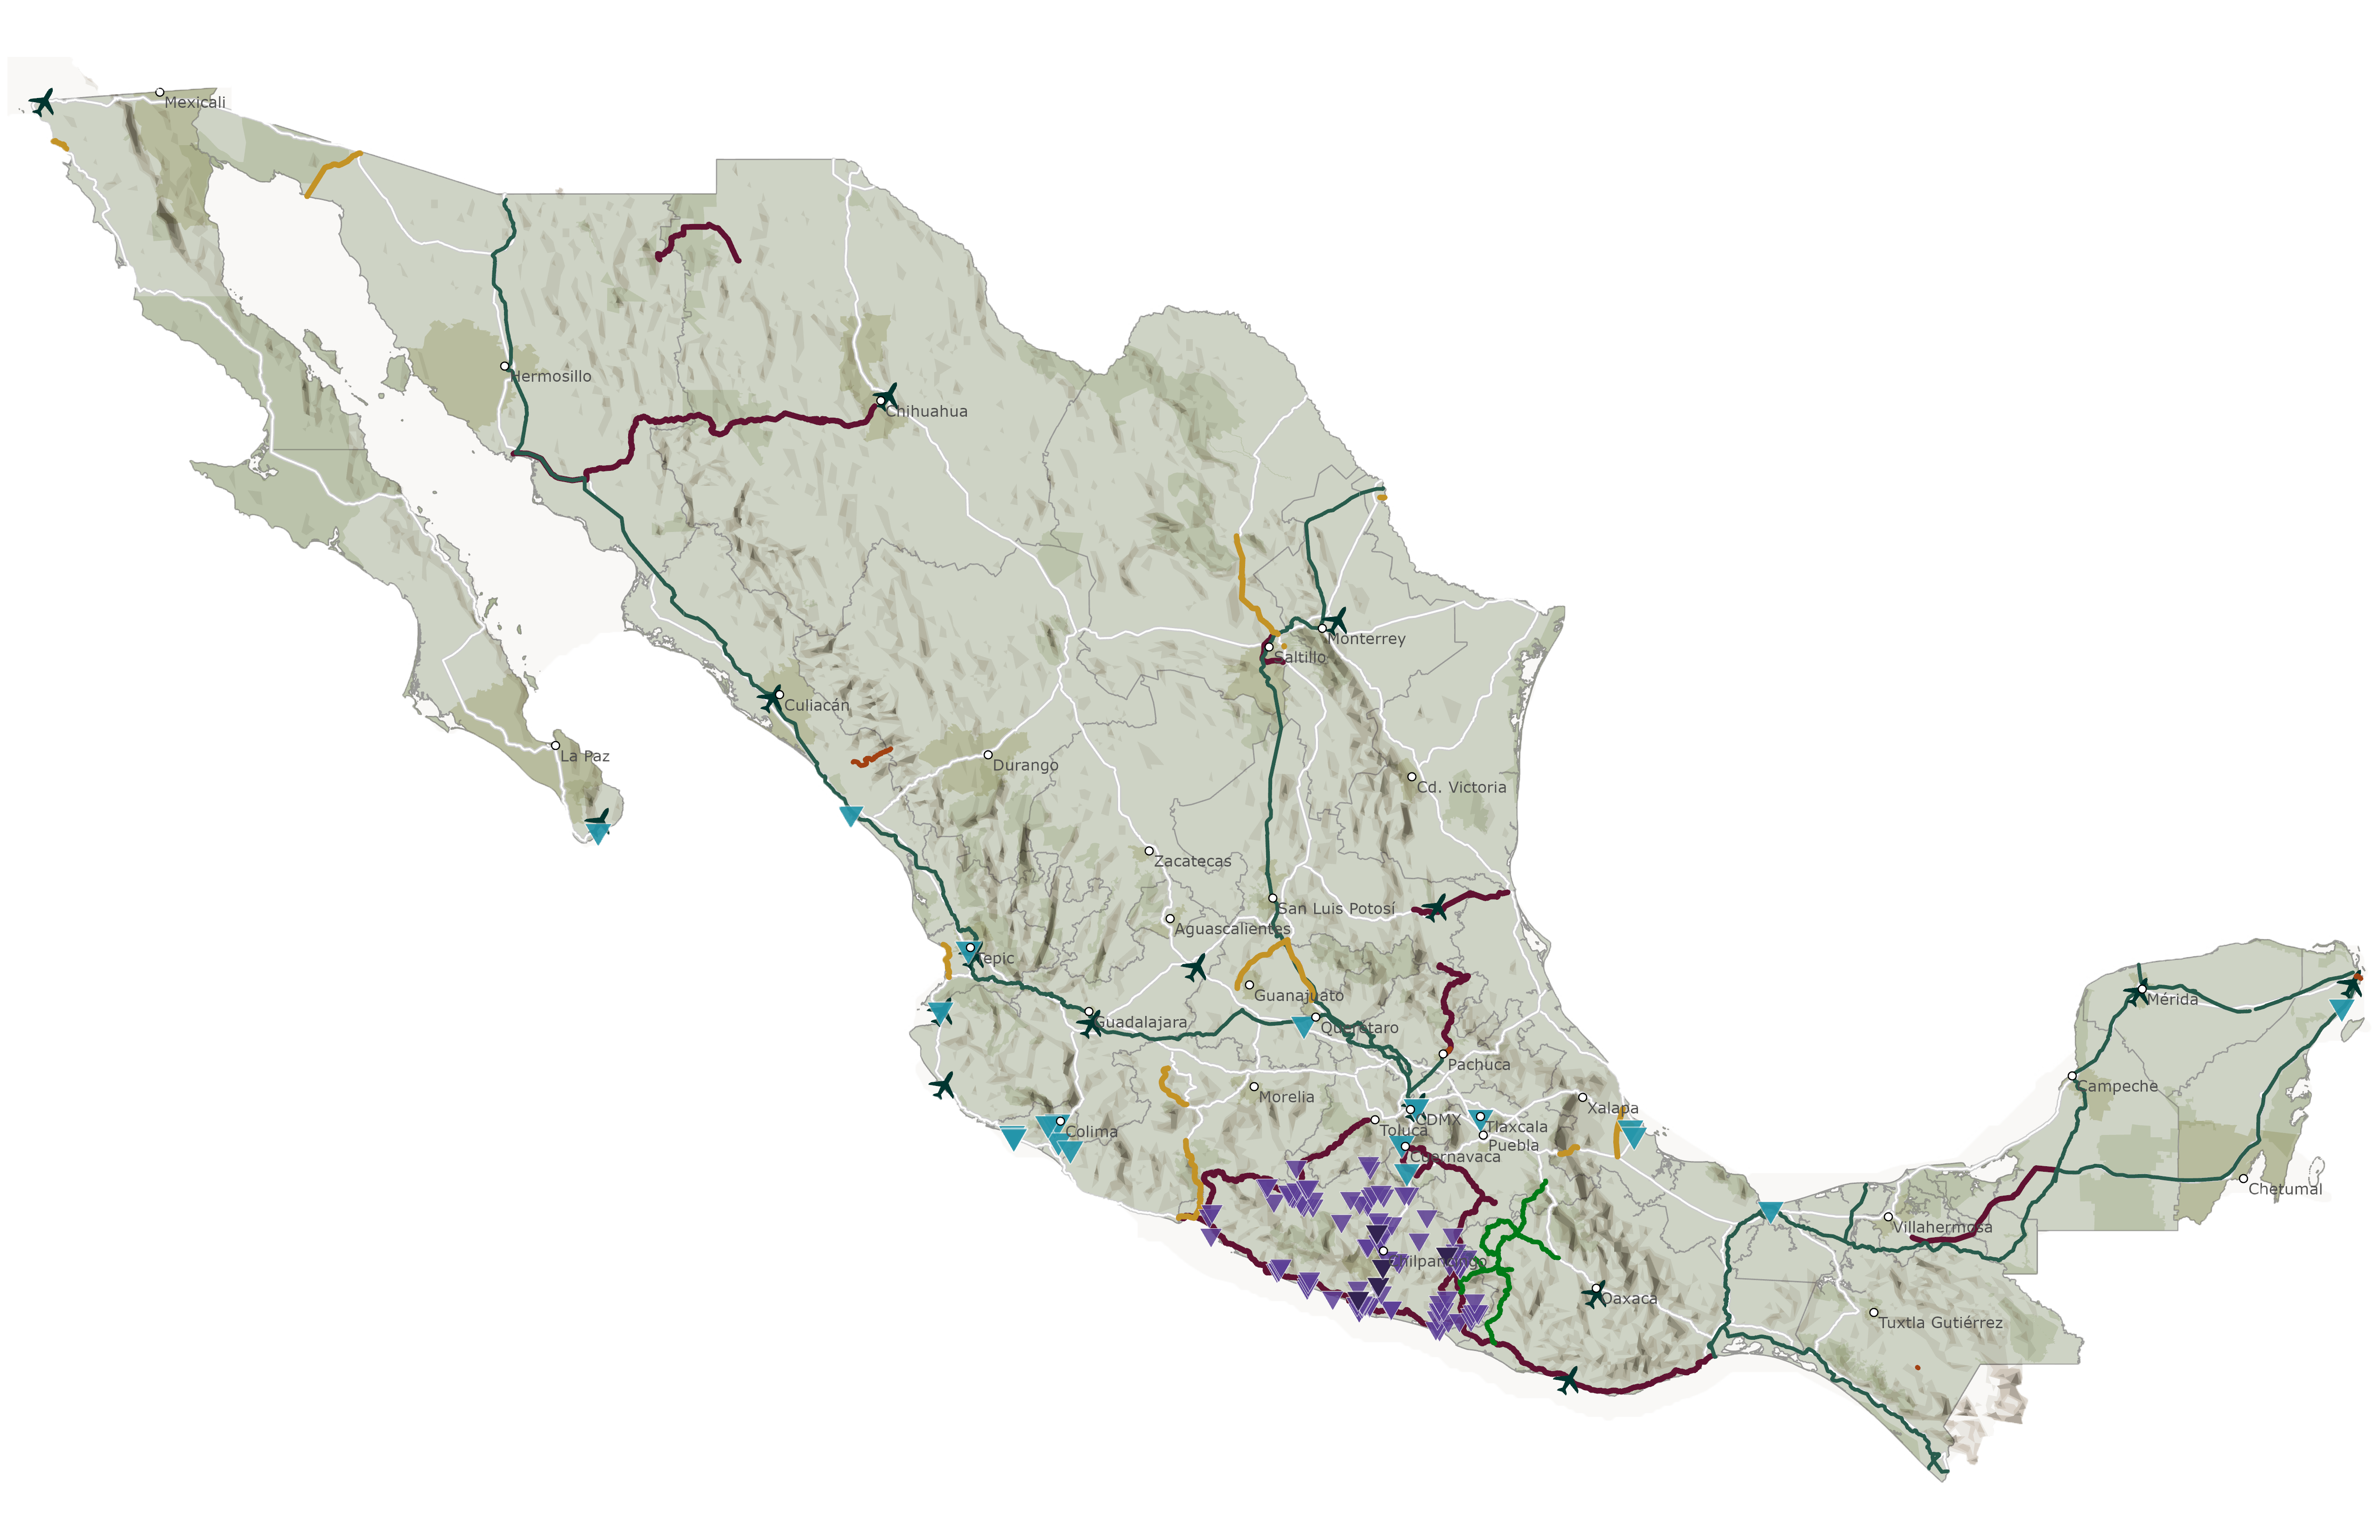 Mexicali
Hermosillo
Chihuahua
Monterrey
Saltillo
Culiacán
La Paz
Durango
Cd. Victoria
Zacatecas
San Luis Potosí
Aguascalientes
Tepic
Guanajuato
Guadalajara
Querétaro
Mérida
Pachuca
Campeche
Morelia
Xalapa
CDMX
Toluca
Tlaxcala
Colima
Puebla
Cuernavaca
Chetumal
Villahermosa
Chilpancingo
Oaxaca
Tuxtla Gutiérrez